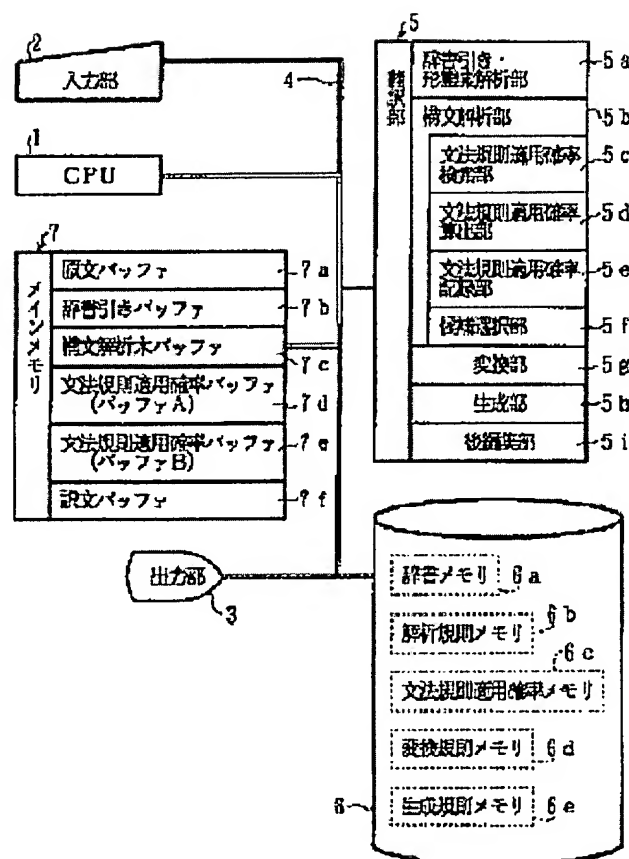 2
入力部
4
1
CPU
7
メインメモリ
原文バッファ
7a
辞書引きバッファ
7b
構文解析木バッファ
7c
文法規則適用確率バッファ
(バッファA)
7d
文法規則適用確率バッファ
(バッファB)
7e
訳文バッファ
7f
出力部
3
5
翻訳部
辞書引き・
形態素解析部
5a
構文解析部
5b
文法規則適用確率
検索部
5c
文法規則適用確率
算出部
5d
文法規則適用確率
記録部
5e
候補選択部
5f
変換部
5g
生成部
5h
後編集部
5i
辞書メモリ
6a
解析規則メモリ
6b
文法規則適用確率メモリ
6c
変換規則メモリ
6d
生成規則メモリ
6e
6